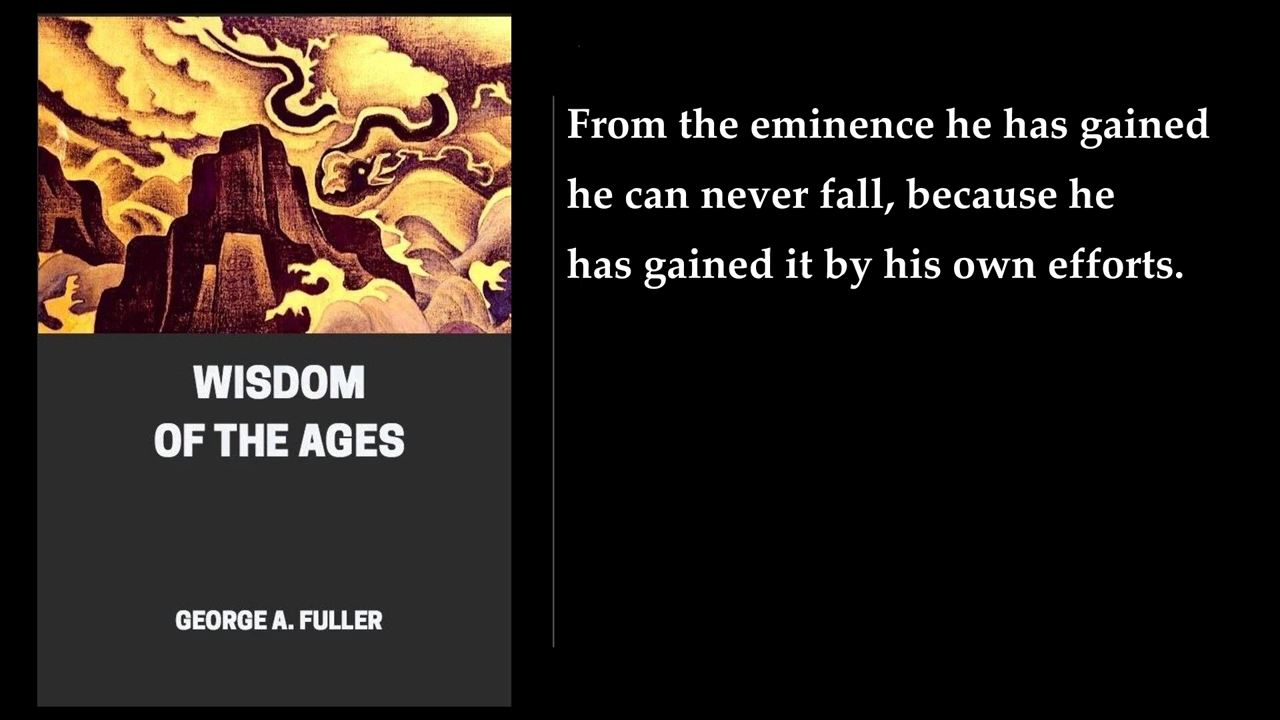 WISDOM
OF THE AGES
GEORGE A. FULLER
From the eminence he has gained
he can never fall, because he
has gained it by his own efforts.